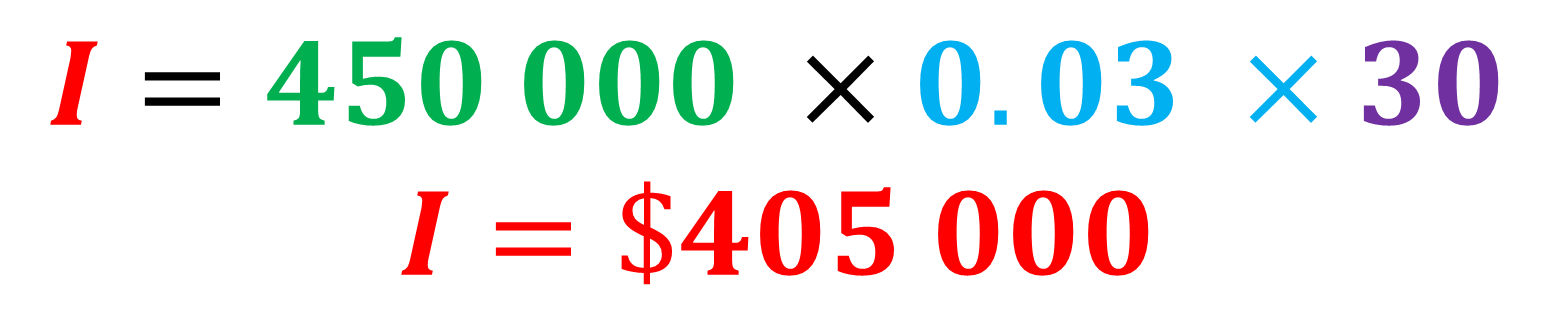 I = 450 000 × 0.03 × 30
I = $405 000